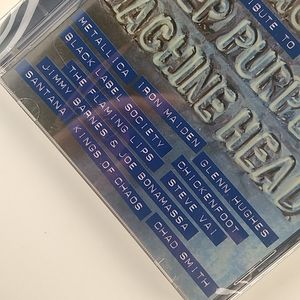 BUTE TO
MACHINE HEAD
METALLICA IRON MAIDEN GLENN HUGHES
BLACK LABEL SOCIETY CHICKENFOOT
THE FLAMING LIPS STEVE VAI
JIMMY BARNES & JOE BONAMASSA
SANTANA KINGS OF CHAOS CHAD SMITH